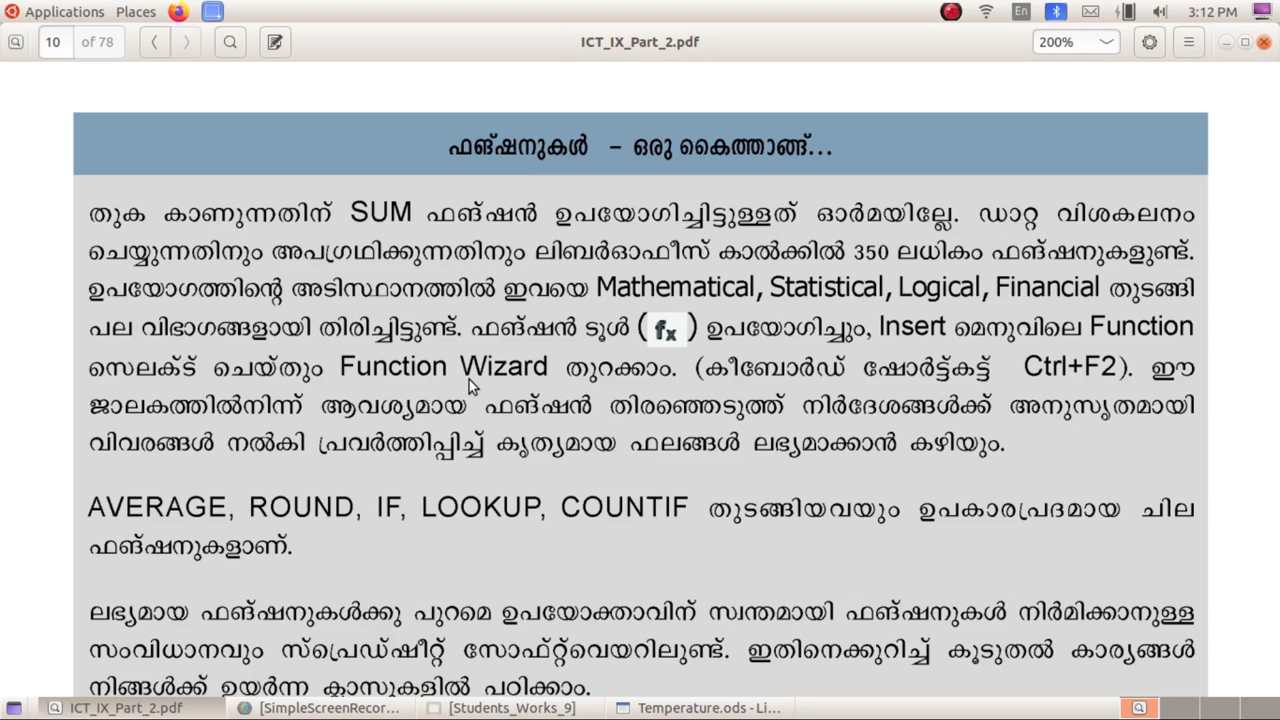 Applications Places En 3:12 PM
10 of 78 ICT_IX_Part_2.pdf 200%
ഫങ്ഷനുകൾ – ഒരു കൈത്താങ്ങ്...
തുക കാണുന്നതിന് SUM ഫങ്ഷൻ ഉപയോഗിച്ചിട്ടുള്ളത് ഓർമയില്ലേ. ഡാറ്റ വിശകലനം
ചെയ്യുന്നതിനും അപഗ്രഥിക്കുന്നതിനും ലിബർഓഫീസ് കാൽക്കിൽ 350 ലധികം ഫങ്ഷനുകളുണ്ട്.
ഉപയോഗത്തിന്റെ അടിസ്ഥാനത്തിൽ ഇവയെ Mathematical, Statistical, Logical, Financial തുടങ്ങി
പല വിഭാഗങ്ങളായി തിരിച്ചിട്ടുണ്ട്. ഫങ്ഷൻ ടൂൾ ( fx ) ഉപയോഗിച്ചും, Insert മെനുവിലെ Function
സെലക്ട് ചെയ്തും Function Wizard തുറക്കാം. (കീബോർഡ് ഷോർട്ട്കട്ട് Ctrl+F2). ഈ
ജാലകത്തിൽനിന്ന് ആവശ്യമായ ഫങ്ഷൻ തിരഞ്ഞെടുത്ത് നിർദേശങ്ങൾക്ക് അനുസൃതമായി
വിവരങ്ങൾ നൽകി പ്രവർത്തിപ്പിച്ച് കൃത്യമായ ഫലങ്ങൾ ലഭ്യമാക്കാൻ കഴിയും.
AVERAGE, ROUND, IF, LOOKUP, COUNTIF തുടങ്ങിയവയും ഉപകാരപ്രദമായ ചില
ഫങ്ഷനുകളാണ്.
ലഭ്യമായ ഫങ്ഷനുകൾക്കു പുറമെ ഉപയോക്താവിന് സ്വന്തമായി ഫങ്ഷനുകൾ നിർമിക്കാനുള്ള
സംവിധാനവും സ്പ്രെഡ്ഷീറ്റ് സോഫ്റ്റ്‌വെയറിലുണ്ട്. ഇതിനെക്കുറിച്ച് കൂടുതൽ കാര്യങ്ങൾ
നിങ്ങൾക്ക് ഉയർന്ന ക്ലാസുകളിൽ പഠിക്കാം.
ICT_IX_Part_2.pdf [SimpleScreenRecor... [Students_Works_9] Temperature.ods - Li...